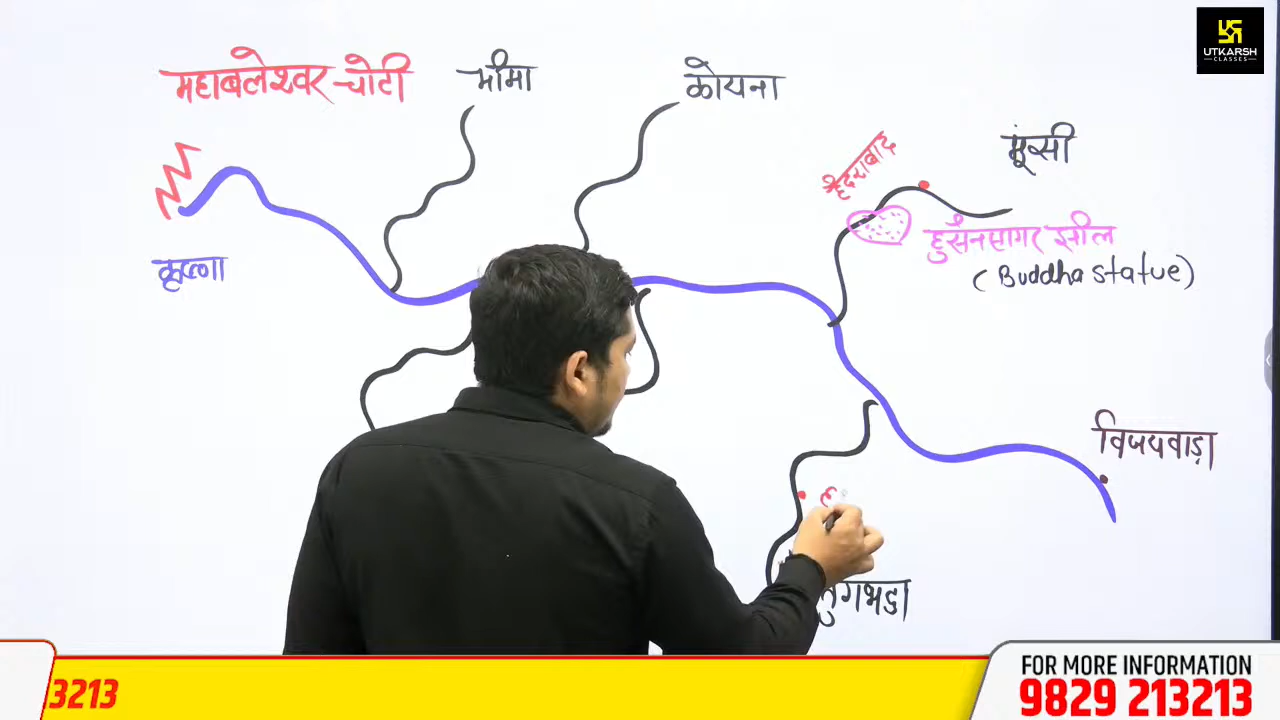 UTKARSH
CLASSES
महाबलेश्वर चोटी
भीमा
कोयना
मूसी
हैदराबाद
हुसैनसागर झील
(Buddha statue)
कृष्णा
विजयवाड़ा
तुगभद्रा
FOR MORE INFORMATION
9829 213213
3213